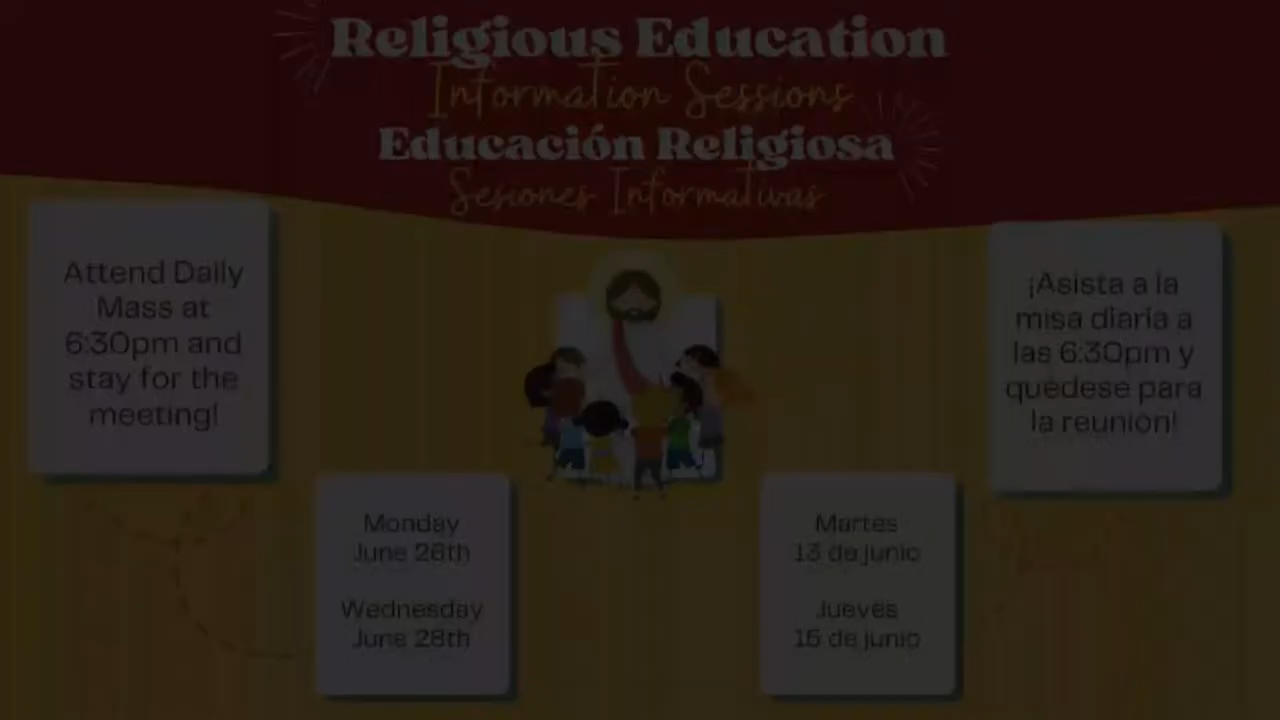 Religious Education
Information Sessions
Educación Religiosa
Sesiones Informativas
Attend Daily
Mass at
6:30pm and
stay for the
meeting!
¡Asista a la
misa diaria a
las 6:30pm y
quédese para
la reunión!
Monday
June 26th
Wednesday
June 28th
Martes
13 de junio
Jueves
15 de junio